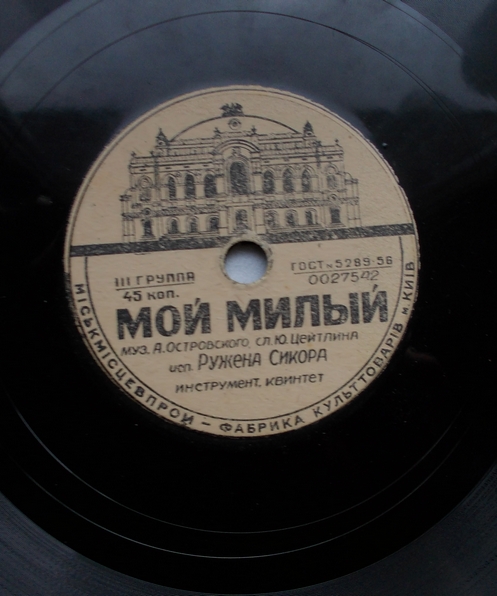 III ГРУППА
45 коп.
ГОСТ № 5289-56
0027542
МОЙ МИЛЫЙ
МУЗ. А. ОСТРОВСКОГО, СЛ. Ю. ЦЕЙТЛИНА
исп. РУЖЕНА СИКОРА
ИНСТРУМЕНТ. КВИНТЕТ
МІСЬКМІСЦЕВПРОМ – ФАБРИКА КУЛЬТТОВАРІВ м. КИЇВ